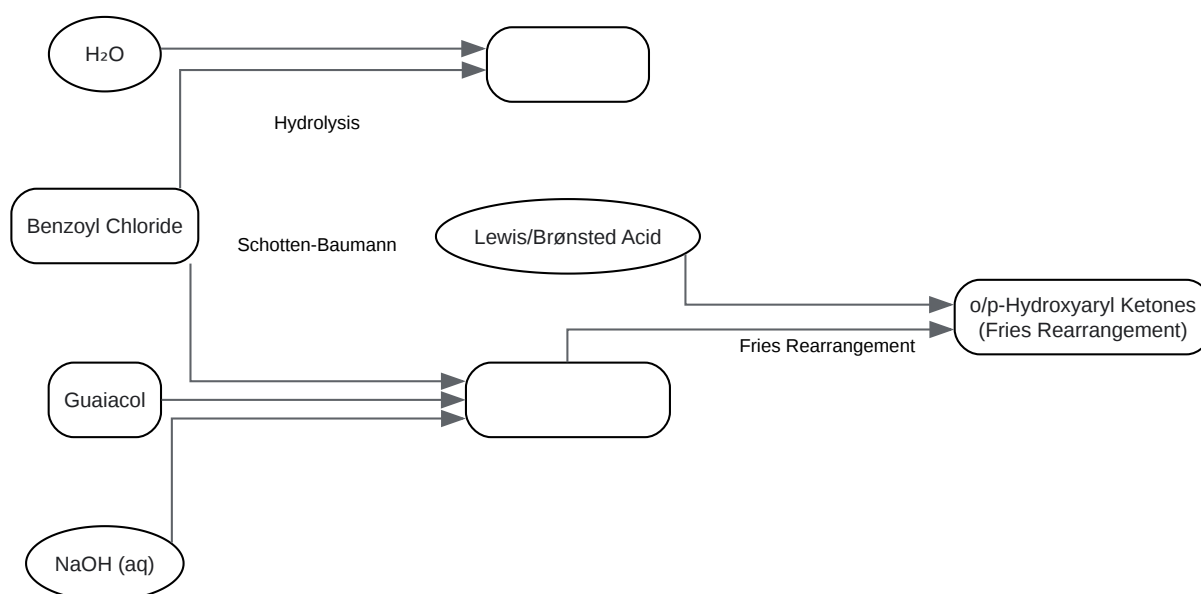 H₂O
Hydrolysis
Benzoyl Chloride
Schotten-Baumann
Lewis/Brønsted Acid
o/p-Hydroxyaryl Ketones
(Fries Rearrangement)
Fries Rearrangement
Guaiacol
NaOH (aq)